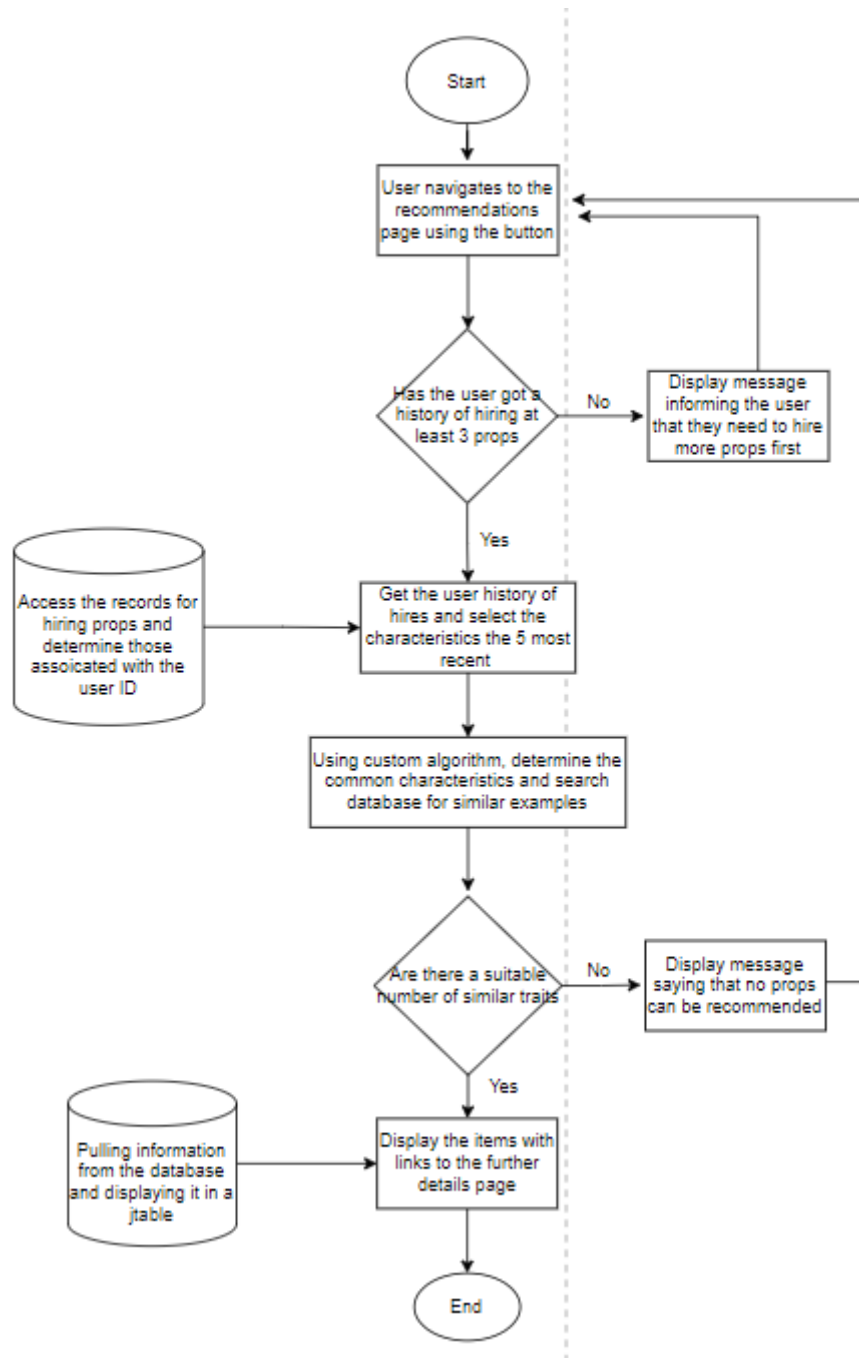 Start
User navigates to the
recommendations
page using the button
Has the user got a
history of hiring at
least 3 props
No
Display message
informing the user
that they need to hire
more props first
Yes
Access the records for
hiring props and
determine those
assoicated with the
user ID
Get the user history of
hires and select the
characteristics the 5 most
recent
Using custom algorithm, determine the
common characteristics and search
database for similar examples
Are there a suitable
number of similar traits
No
Display message
saying that no props
can be recommended
Yes
Pulling information
from the database
and displaying it in a
jtable
Display the items with
links to the further
details page
End